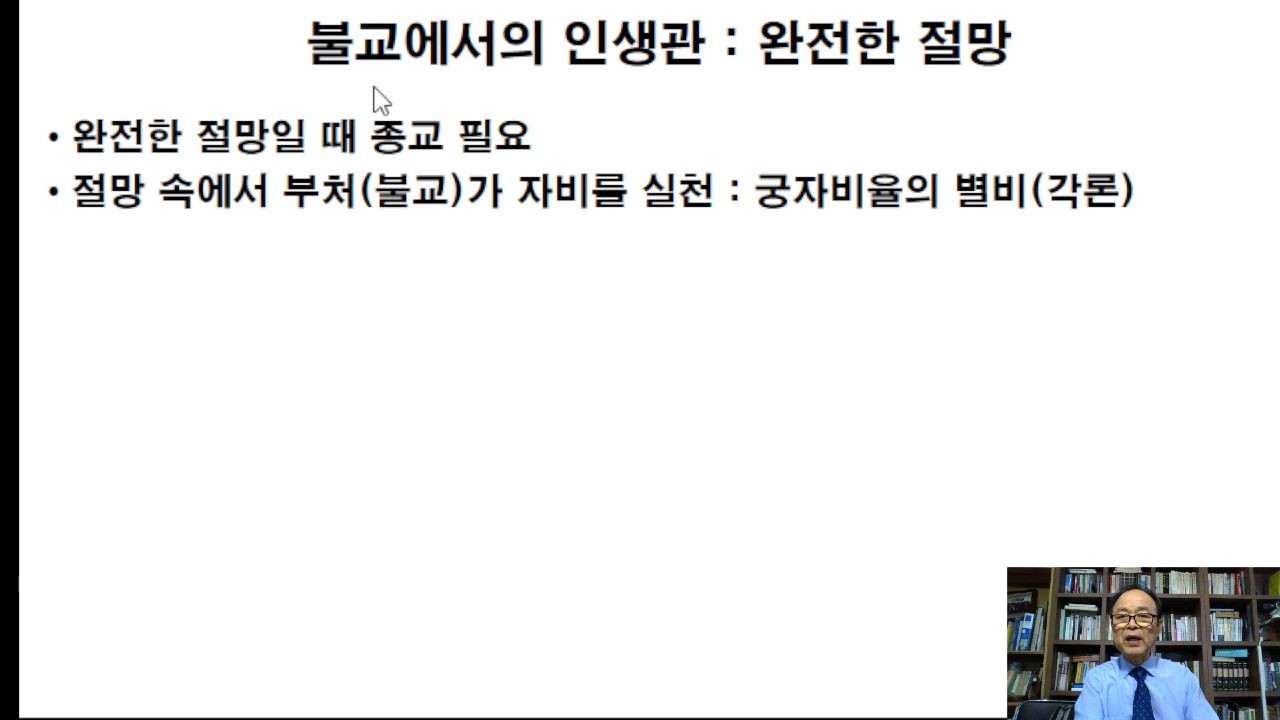 불교에서의 인생관 : 완전한 절망
• 완전한 절망일 때 종교 필요
• 절망 속에서 부처(불교)가 자비를 실천 : 궁자비율의 별비(각론)